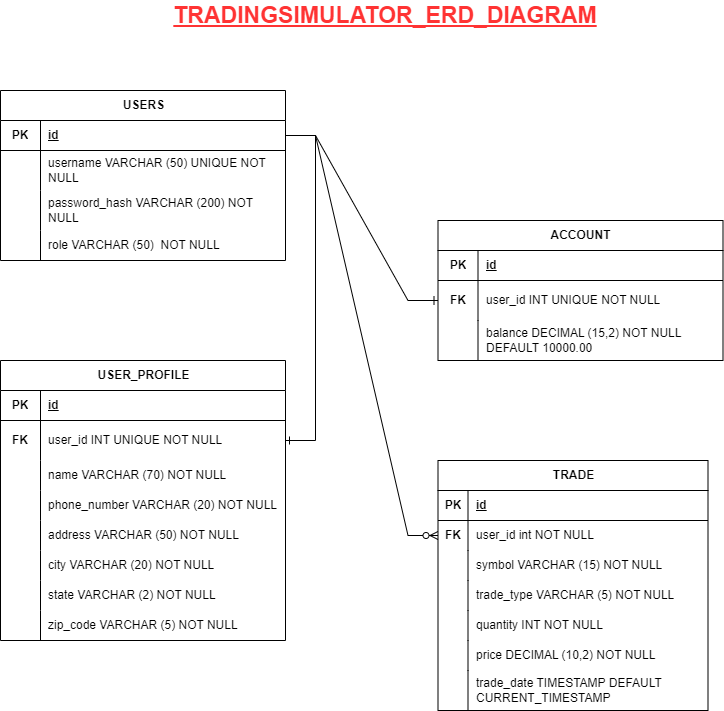 TRADINGSIMULATOR_ERD_DIAGRAM
USERS
PK id
username VARCHAR (50) UNIQUE NOT
NULL
password_hash VARCHAR (200) NOT
NULL
role VARCHAR (50)  NOT NULL
ACCOUNT
PK id
FK user_id INT UNIQUE NOT NULL
balance DECIMAL (15,2) NOT NULL
DEFAULT 10000.00
USER_PROFILE
PK id
FK user_id INT UNIQUE NOT NULL
name VARCHAR (70) NOT NULL
phone_number VARCHAR (20) NOT NULL
address VARCHAR (50) NOT NULL
city VARCHAR (20) NOT NULL
state VARCHAR (2) NOT NULL
zip_code VARCHAR (5) NOT NULL
TRADE
PK id
FK user_id int NOT NULL
symbol VARCHAR (15) NOT NULL
trade_type VARCHAR (5) NOT NULL
quantity INT NOT NULL
price DECIMAL (10,2) NOT NULL
trade_date TIMESTAMP DEFAULT
CURRENT_TIMESTAMP